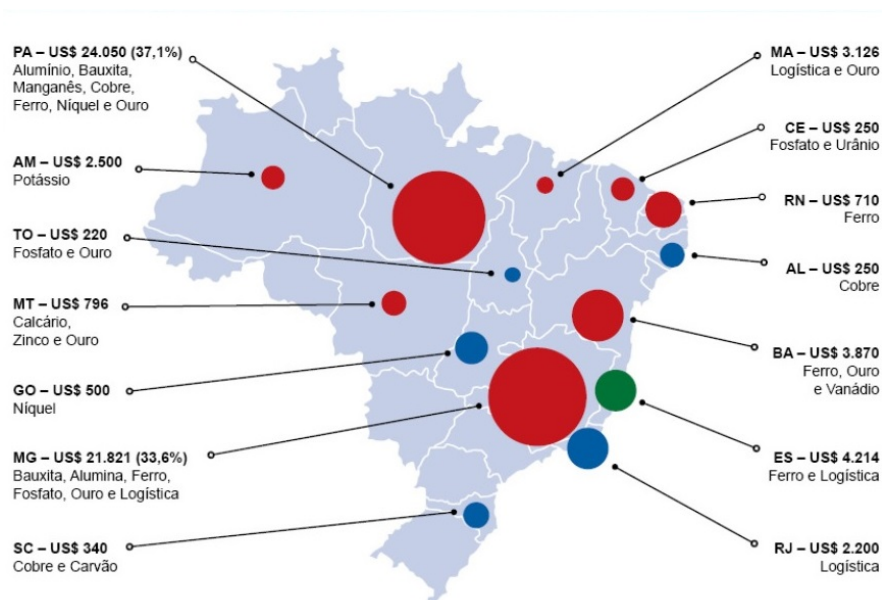 PA – US$ 24.050 (37,1%)
Alumínio, Bauxita,
Manganês, Cobre,
Ferro, Níquel e Ouro
AM – US$ 2.500
Potássio
TO – US$ 220
Fosfato e Ouro
MT – US$ 796
Calcário,
Zinco e Ouro
GO – US$ 500
Níquel
MG – US$ 21.821 (33,6%)
Bauxita, Alumina, Ferro,
Fosfato, Ouro e Logística
SC – US$ 340
Cobre e Carvão
MA – US$ 3.126
Logística e Ouro
CE – US$ 250
Fosfato e Urânio
RN – US$ 710
Ferro
AL – US$ 250
Cobre
BA – US$ 3.870
Ferro, Ouro
e Vanádio
ES – US$ 4.214
Ferro e Logística
RJ – US$ 2.200
Logística